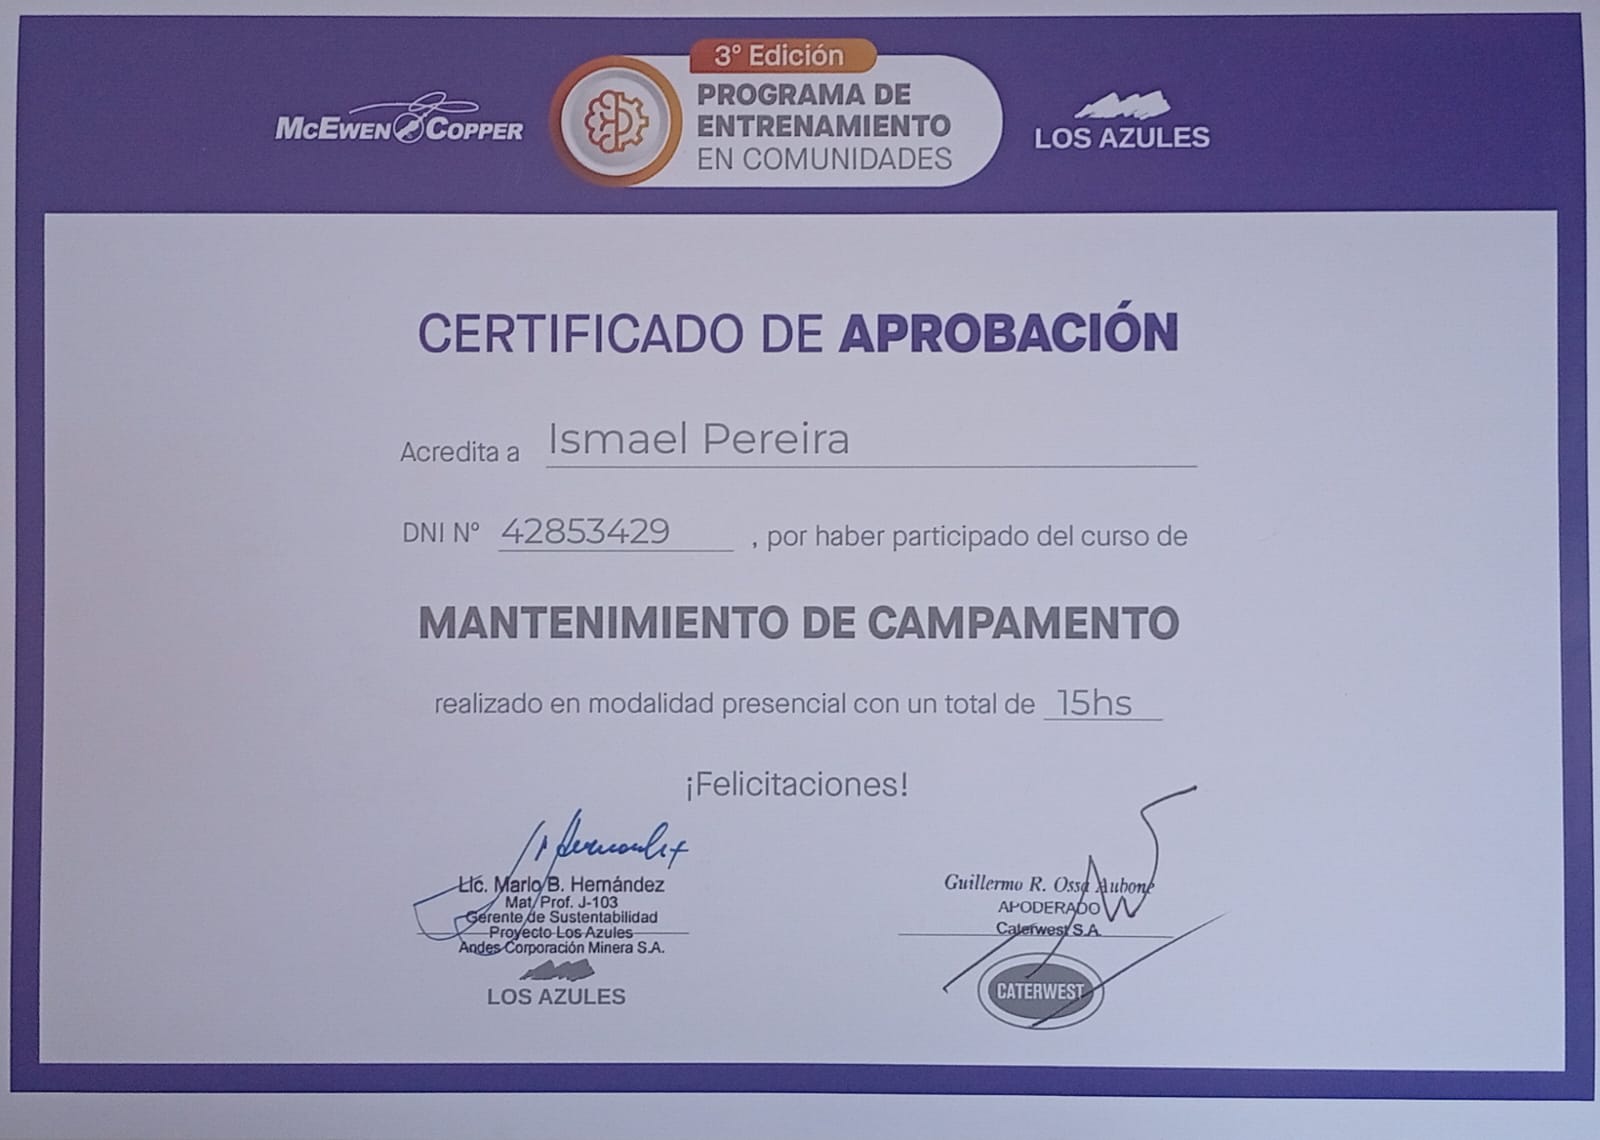 3° Edición
McEwen Copper
PROGRAMA DE
ENTRENAMIENTO
EN COMUNIDADES
LOS AZULES
CERTIFICADO DE APROBACIÓN
Acredita a Ismael Pereira
DNI N° 42853429 , por haber participado del curso de
MANTENIMIENTO DE CAMPAMENTO
realizado en modalidad presencial con un total de 15hs
¡Felicitaciones!
Lic. Mario B. Hernández
Mat. Prof. J-103
Gerente de Sustentabilidad
Proyecto Los Azules
Andes Corporación Minera S.A.
LOS AZULES
Guillermo R. Ossa Aubone
APODERADO
Caterwest S.A.
CATERWEST